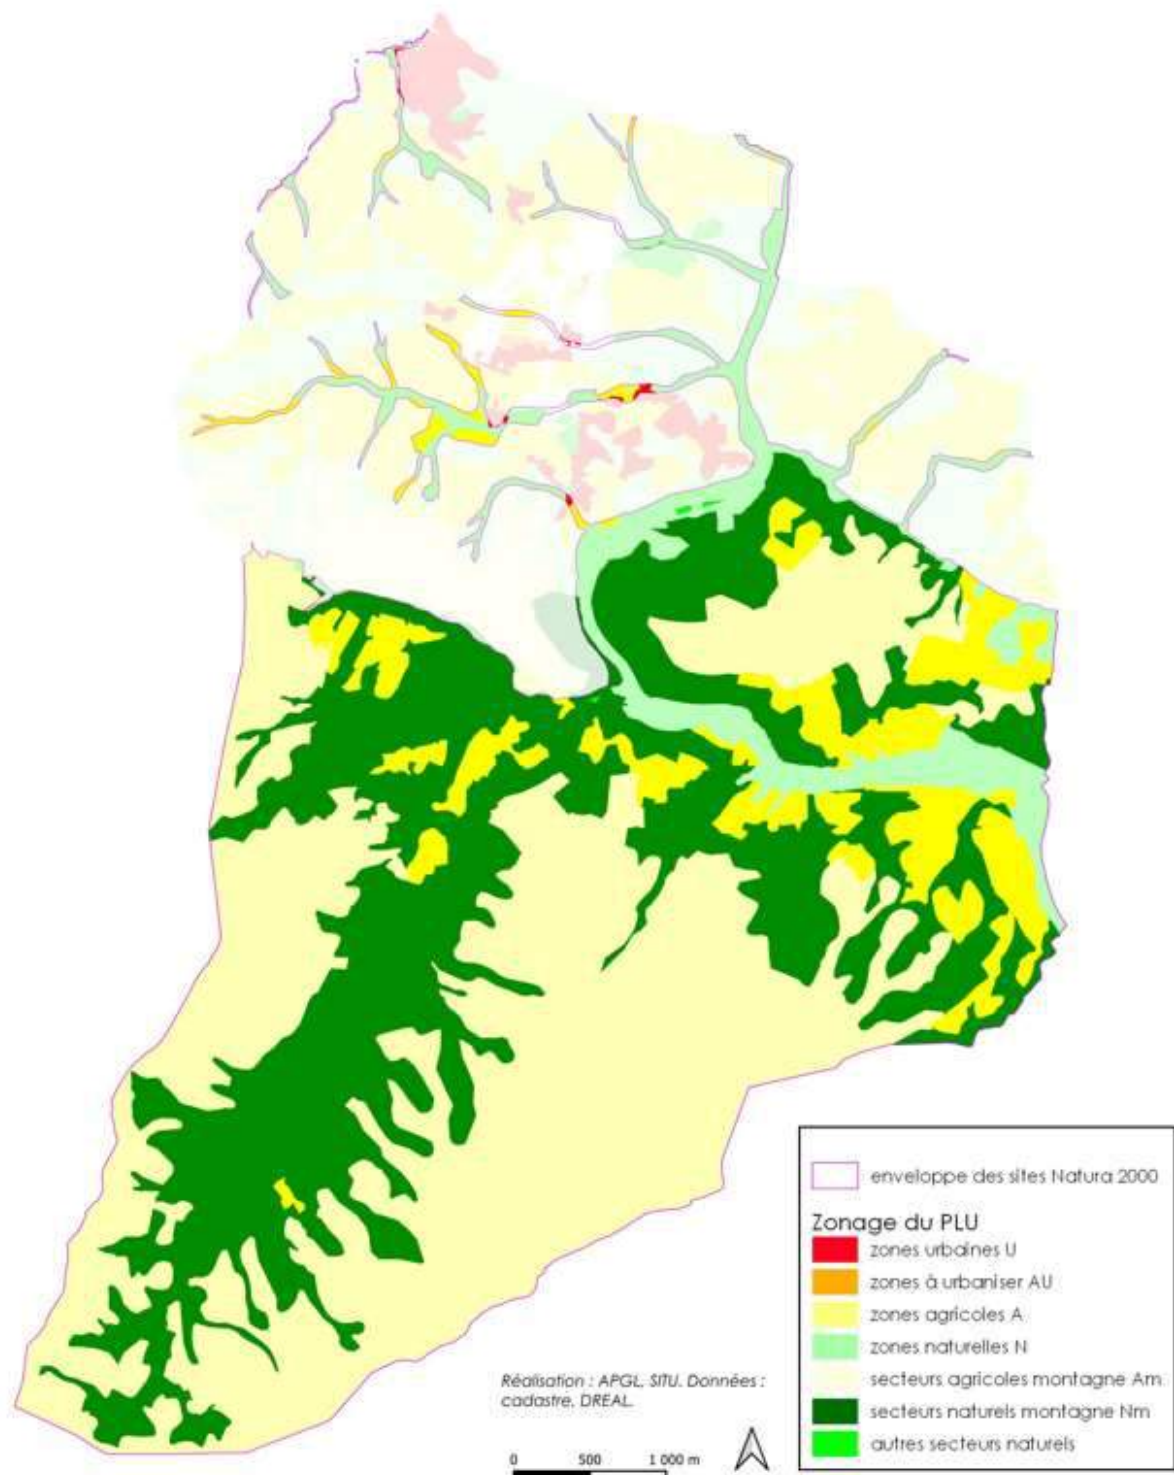 enveloppe des sites Natura 2000
Zonage du PLU
zones urbaines U
zones à urbaniser AU
zones agricoles A
zones naturelles N
secteurs agricoles montagne Am
secteurs naturels montagne Nm
autres secteurs naturels
Réalisation : APGL, SITU. Données :
cadastre, DREAL.
0 500 1 000 m